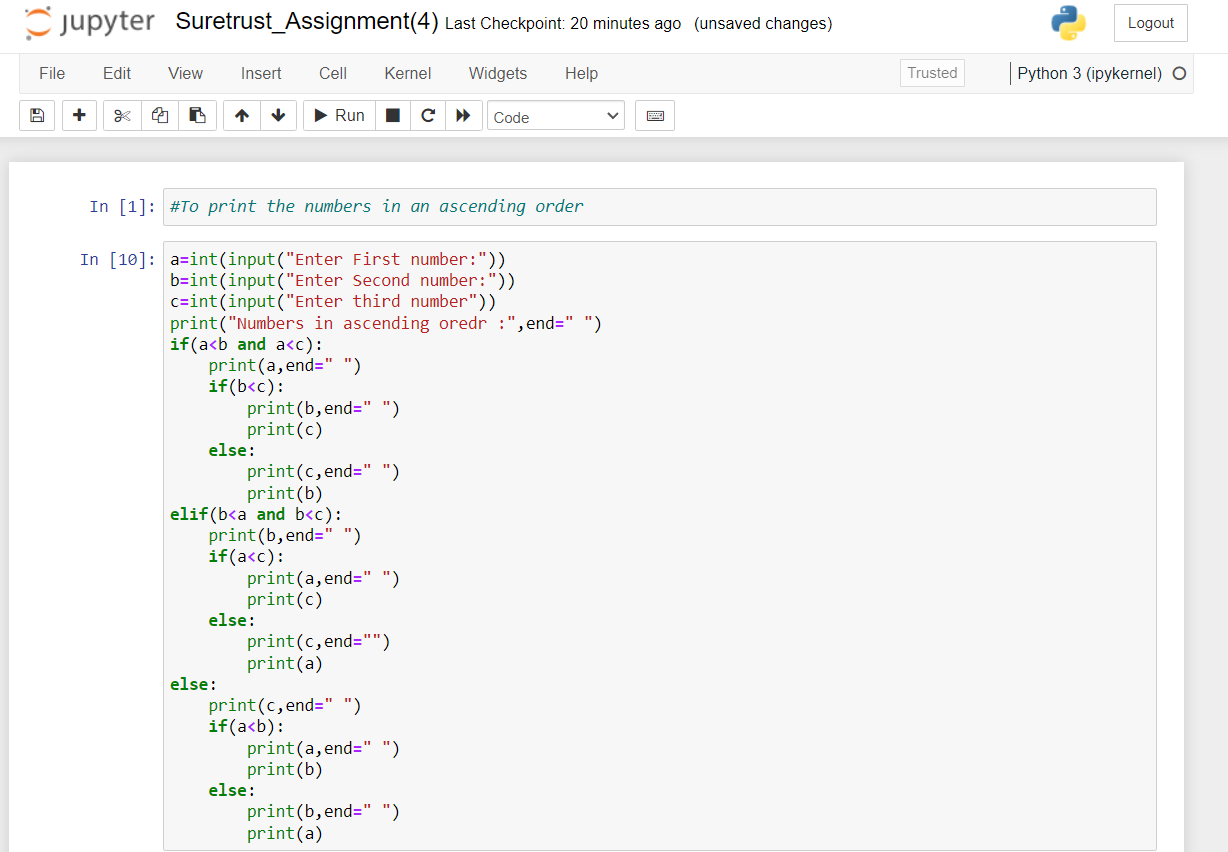 jupyter Suretrust_Assignment(4) Last Checkpoint: 20 minutes ago (unsaved changes) Logout
File Edit View Insert Cell Kernel Widgets Help Trusted Python 3 (ipykernel)
Run Code
In [1]: #To print the numbers in an ascending order
In [10]: a=int(input("Enter First number:"))
b=int(input("Enter Second number:"))
c=int(input("Enter third number"))
print("Numbers in ascending oredr :",end=" ")
if(a<b and a<c):
    print(a,end=" ")
    if(b<c):
        print(b,end=" ")
        print(c)
    else:
        print(c,end=" ")
        print(b)
elif(b<a and b<c):
    print(b,end=" ")
    if(a<c):
        print(a,end=" ")
        print(c)
    else:
        print(c,end="")
        print(a)
else:
    print(c,end=" ")
    if(a<b):
        print(a,end=" ")
        print(b)
    else:
        print(b,end=" ")
        print(a)